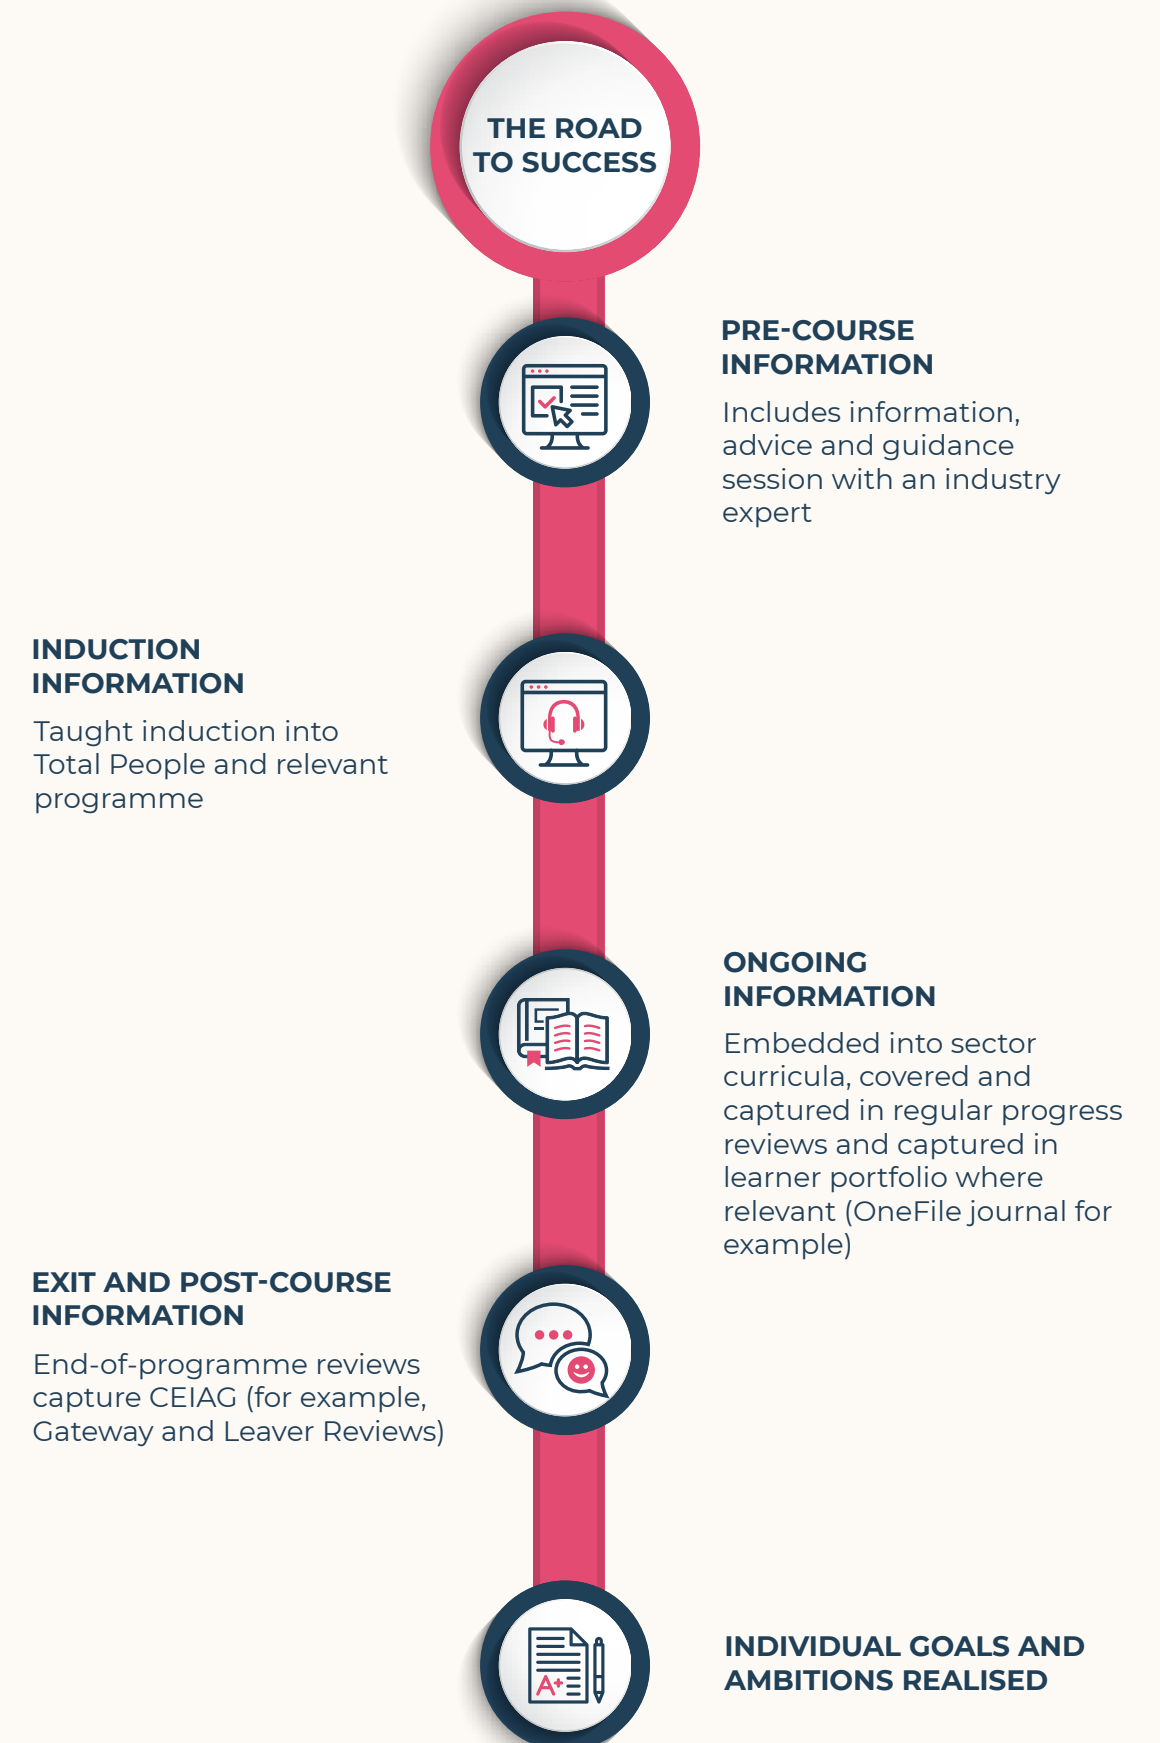 THE ROAD
TO SUCCESS
PRE-COURSE
INFORMATION
Includes information,
advice and guidance
session with an industry
expert
INDUCTION
INFORMATION
Taught induction into
Total People and relevant
programme
ONGOING
INFORMATION
Embedded into sector
curricula, covered and
captured in regular progress
reviews and captured in
learner portfolio where
relevant (OneFile journal for
example)
EXIT AND POST-COURSE
INFORMATION
End-of-programme reviews
capture CEIAG (for example,
Gateway and Leaver Reviews)
A+
INDIVIDUAL GOALS AND
AMBITIONS REALISED